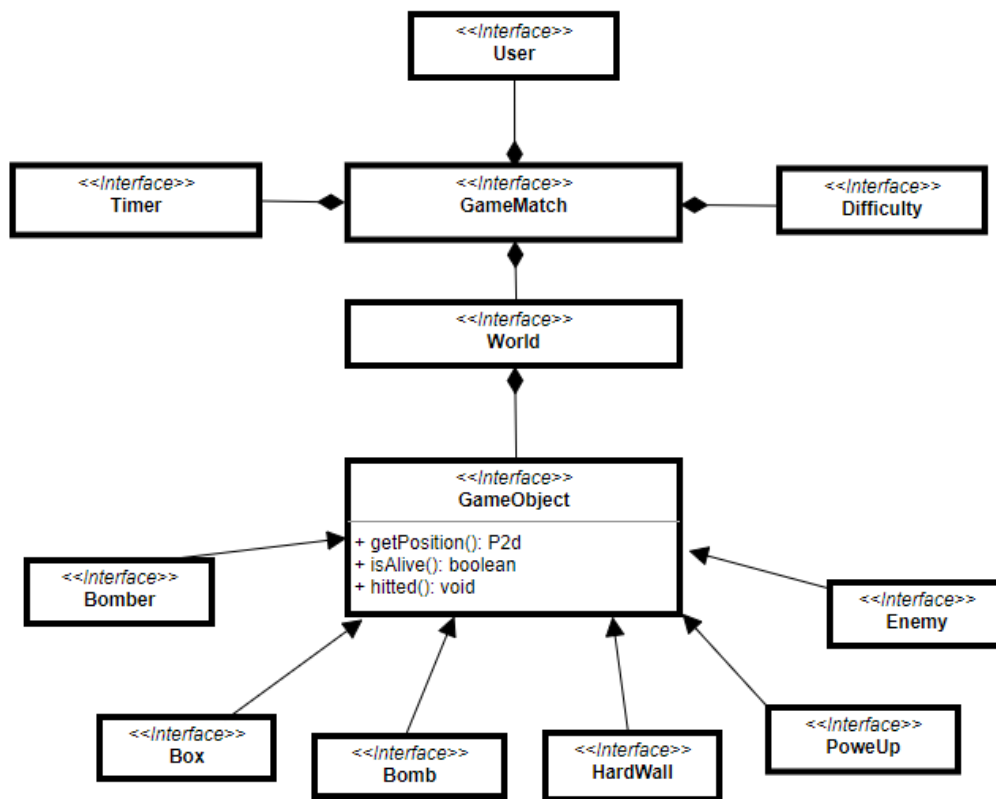 <<Interface>>
User
<<Interface>>
Timer
<<Interface>>
GameMatch
<<Interface>>
Difficulty
<<Interface>>
World
<<Interface>>
GameObject
+ getPosition(): P2d
+ isAlive(): boolean
+ hitted(): void
<<Interface>>
Bomber
<<Interface>>
Enemy
<<Interface>>
Box
<<Interface>>
Bomb
<<Interface>>
HardWall
<<Interface>>
PoweUp